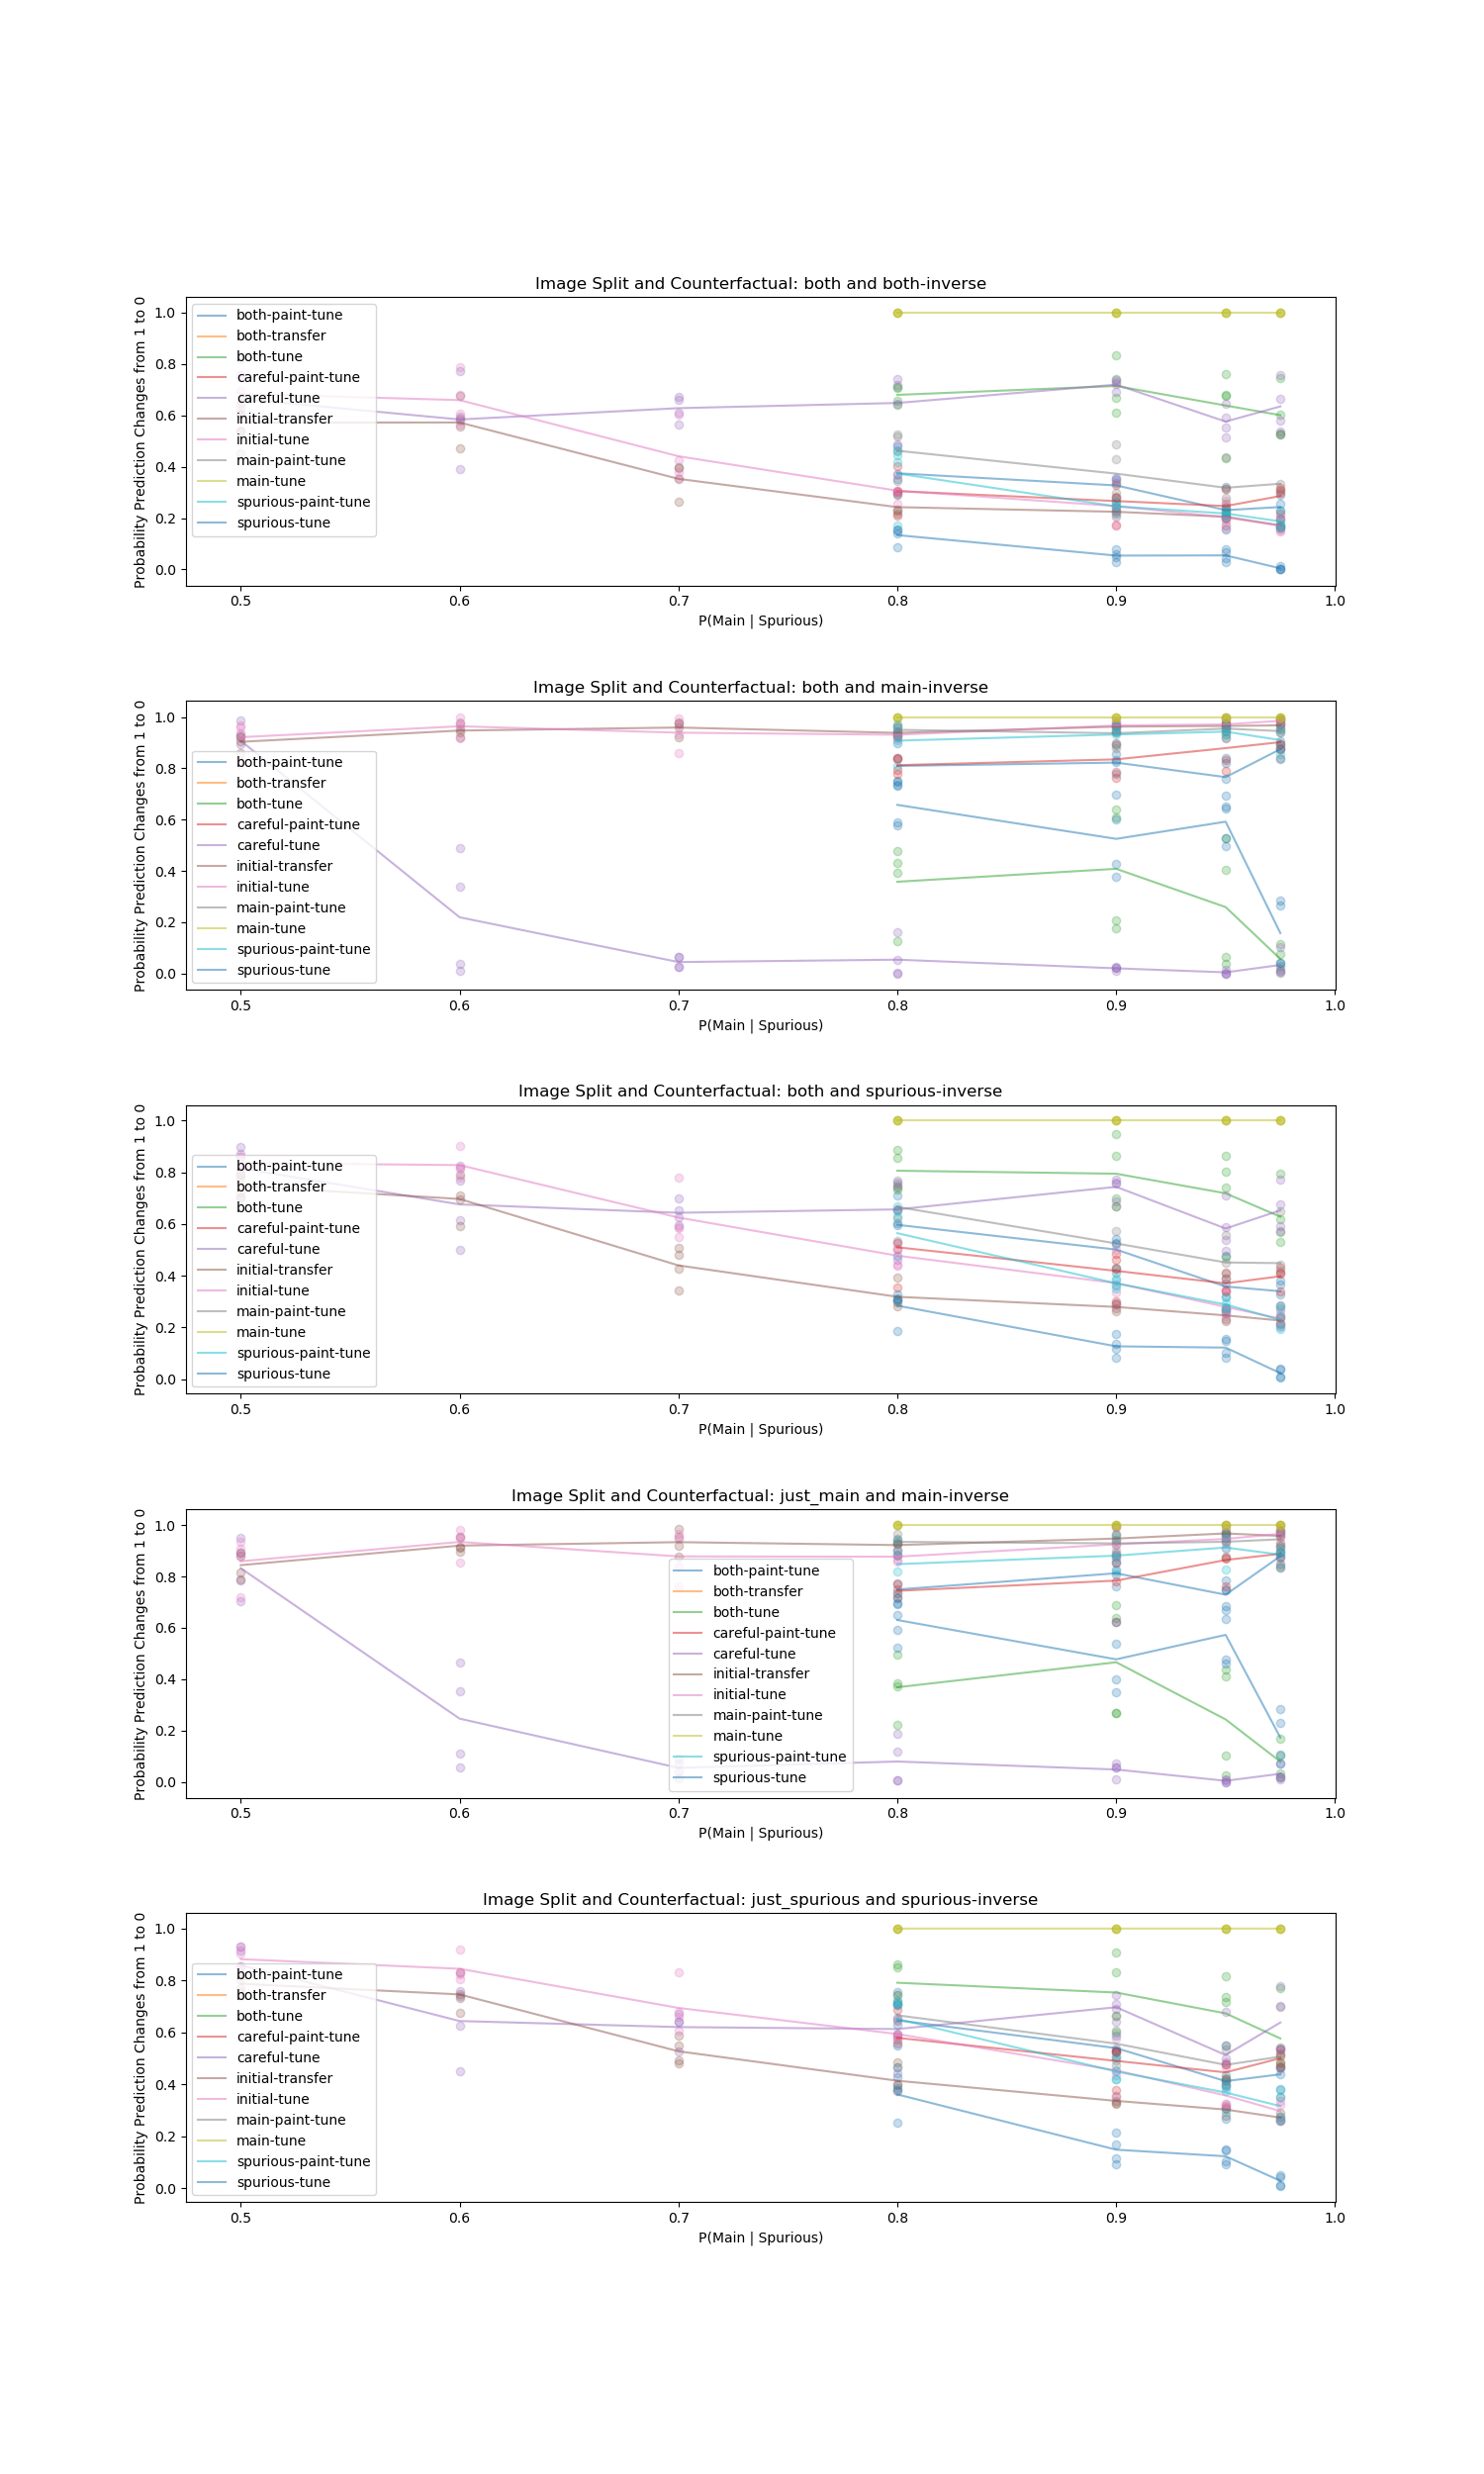 Image Split and Counterfactual: both and both-inverse
Probability Prediction Changes from 1 to 0
1.0
0.8
0.6
0.4
0.2
0.0
both-paint-tune
both-transfer
both-tune
careful-paint-tune
careful-tune
initial-transfer
initial-tune
main-paint-tune
main-tune
spurious-paint-tune
spurious-tune
0.5 0.6 0.7 0.8 0.9 1.0
P(Main | Spurious)
Image Split and Counterfactual: both and main-inverse
Probability Prediction Changes from 1 to 0
1.0
0.8
0.6
0.4
0.2
0.0
both-paint-tune
both-transfer
both-tune
careful-paint-tune
careful-tune
initial-transfer
initial-tune
main-paint-tune
main-tune
spurious-paint-tune
spurious-tune
0.5 0.6 0.7 0.8 0.9 1.0
P(Main | Spurious)
Image Split and Counterfactual: both and spurious-inverse
Probability Prediction Changes from 1 to 0
1.0
0.8
0.6
0.4
0.2
0.0
both-paint-tune
both-transfer
both-tune
careful-paint-tune
careful-tune
initial-transfer
initial-tune
main-paint-tune
main-tune
spurious-paint-tune
spurious-tune
0.5 0.6 0.7 0.8 0.9 1.0
P(Main | Spurious)
Image Split and Counterfactual: just_main and main-inverse
Probability Prediction Changes from 1 to 0
1.0
0.8
0.6
0.4
0.2
0.0
both-paint-tune
both-transfer
both-tune
careful-paint-tune
careful-tune
initial-transfer
initial-tune
main-paint-tune
main-tune
spurious-paint-tune
spurious-tune
0.5 0.6 0.7 0.8 0.9 1.0
P(Main | Spurious)
Image Split and Counterfactual: just_spurious and spurious-inverse
Probability Prediction Changes from 1 to 0
1.0
0.8
0.6
0.4
0.2
0.0
both-paint-tune
both-transfer
both-tune
careful-paint-tune
careful-tune
initial-transfer
initial-tune
main-paint-tune
main-tune
spurious-paint-tune
spurious-tune
0.5 0.6 0.7 0.8 0.9 1.0
P(Main | Spurious)